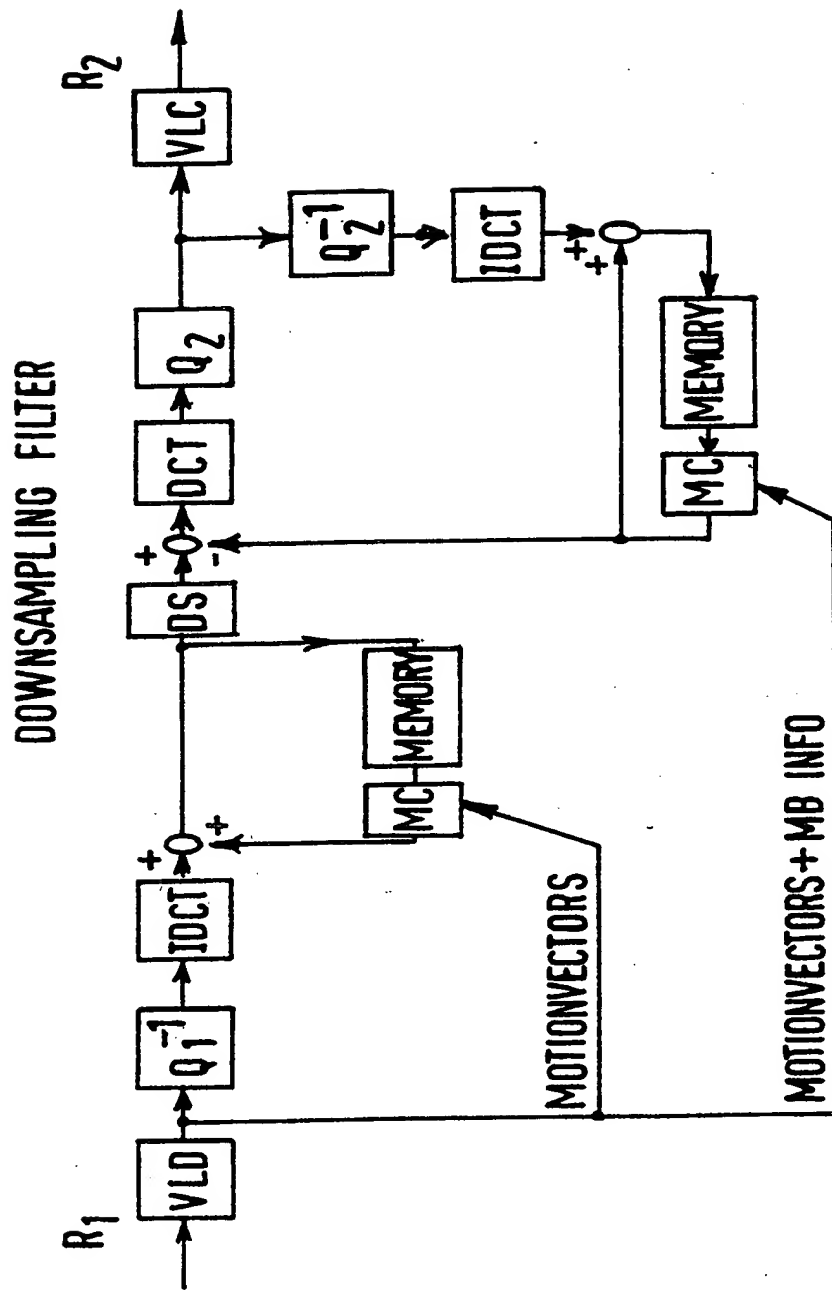 DOWNSAMPLING FILTER
R1
VLD
Q1^-1
IDCT
+
+
DS
+
-
DCT
Q2
VLC
R2
MC
MEMORY
Q2^-1
IDCT
+
+
MC
MEMORY
MOTIONVECTORS
MOTIONVECTORS+MB INFO